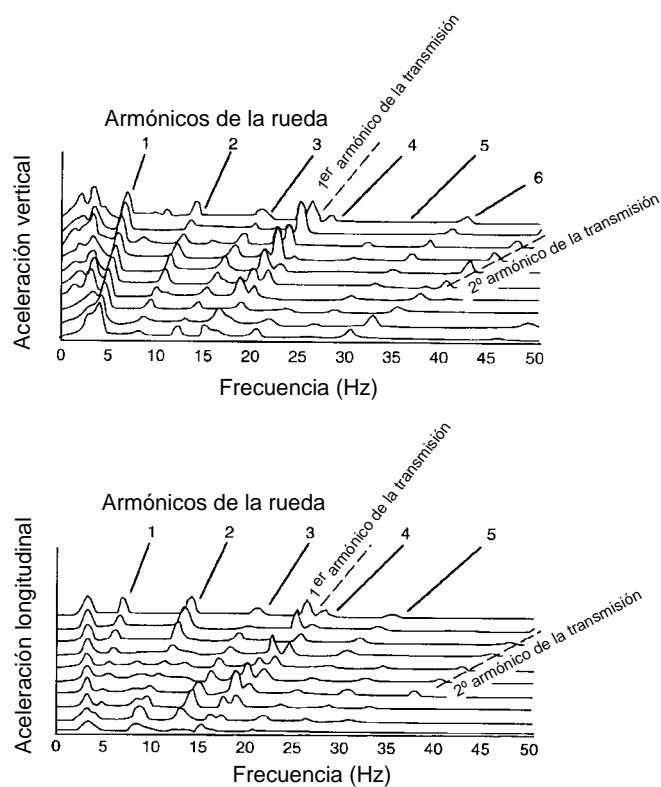 1er armónico de la transmisión
Armónicos de la rueda
1 2 3 4 5 6
2º armónico de la transmisión
Aceleración vertical
0 5 10 15 20 25 30 35 40 45 50
Frecuencia (Hz)
1er armónico de la transmisión
Armónicos de la rueda
1 2 3 4 5
2º armónico de la transmisión
Aceleración longitudinal
0 5 10 15 20 25 30 35 40 45 50
Frecuencia (Hz)